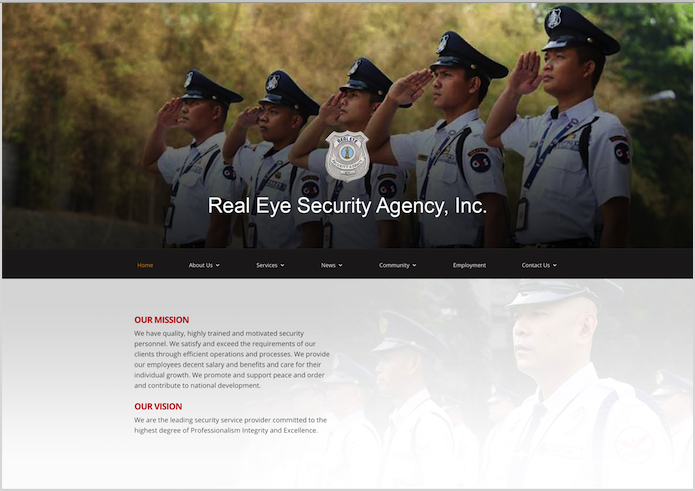 REAL EYE
Real Eye Security Agency, Inc.
Home
About Us
Services
News
Community
Employment
Contact Us
OUR MISSION
We have quality, highly trained and motivated security
personnel. We satisfy and exceed the requirements of our
clients through efficient operations and processes. We provide
our employees decent salary and benefits and care for their
individual growth. We promote and support peace and order
and contribute to national development.
OUR VISION
We are the leading security service provider committed to the
highest degree of Professionalism Integrity and Excellence.